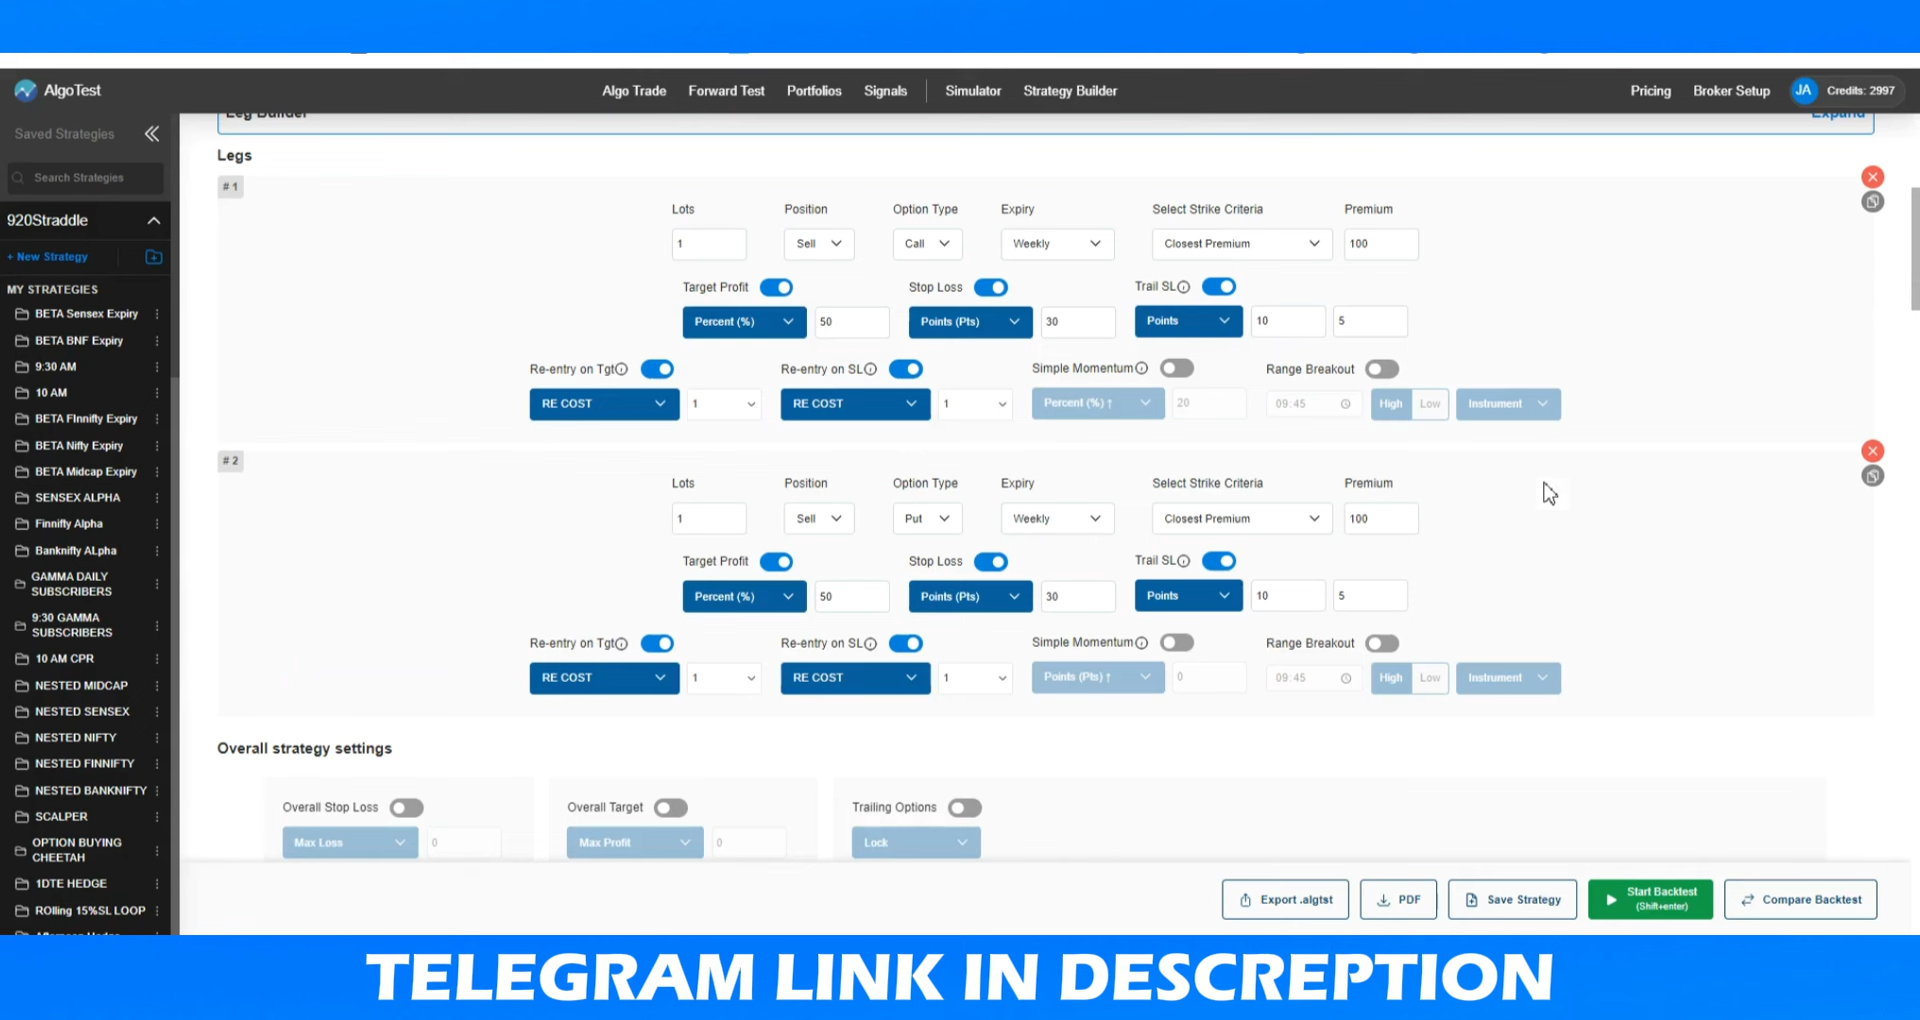 AlgoTest
Algo Trade Forward Test Portfolios Signals Simulator Strategy Builder
Pricing Broker Setup JA Credits: 2997
Saved Strategies
Search Strategies
920Straddle
+ New Strategy
MY STRATEGIES
BETA Sensex Expiry
BETA BNF Expiry
9:30 AM
10 AM
BETA FInnifty Expiry
BETA Nifty Expiry
BETA Midcap Expiry
SENSEX ALPHA
Finnifty Alpha
Banknifty ALpha
GAMMA DAILY
SUBSCRIBERS
9:30 GAMMA
SUBSCRIBERS
10 AM CPR
NESTED MIDCAP
NESTED SENSEX
NESTED NIFTY
NESTED FINNIFTY
NESTED BANKNIFTY
SCALPER
OPTION BUYING
CHEETAH
1DTE HEDGE
ROlling 15%SL LOOP
Leg Builder Expand
Legs
# 1
Lots Position Option Type Expiry Select Strike Criteria Premium
1 Sell Call Weekly Closest Premium 100
Target Profit Stop Loss Trail SL
Percent (%) 50 Points (Pts) 30 Points 10 5
Re-entry on Tgt Re-entry on SL Simple Momentum Range Breakout
RE COST 1 RE COST 1 Percent (%) ↑ 20 09:45 High Low Instrument
# 2
Lots Position Option Type Expiry Select Strike Criteria Premium
1 Sell Put Weekly Closest Premium 100
Target Profit Stop Loss Trail SL
Percent (%) 50 Points (Pts) 30 Points 10 5
Re-entry on Tgt Re-entry on SL Simple Momentum Range Breakout
RE COST 1 RE COST 1 Points (Pts) ↑ 0 09:45 High Low Instrument
Overall strategy settings
Overall Stop Loss Overall Target Trailing Options
Max Loss 0 Max Profit 0 Lock
Export .algtst PDF Save Strategy Start Backtest Compare Backtest
(Shift+enter)
TELEGRAM LINK IN DESCREPTION